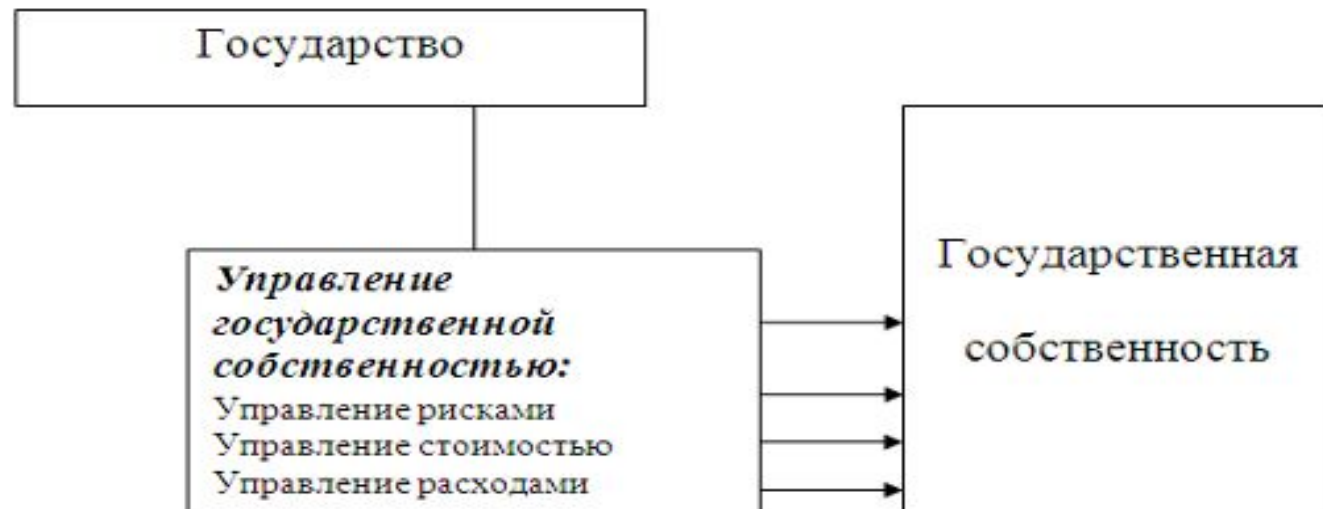 Государство
Управление
государственной
собственностью:
Управление рисками
Управление стоимостью
Управление расходами
Государственная
собственность